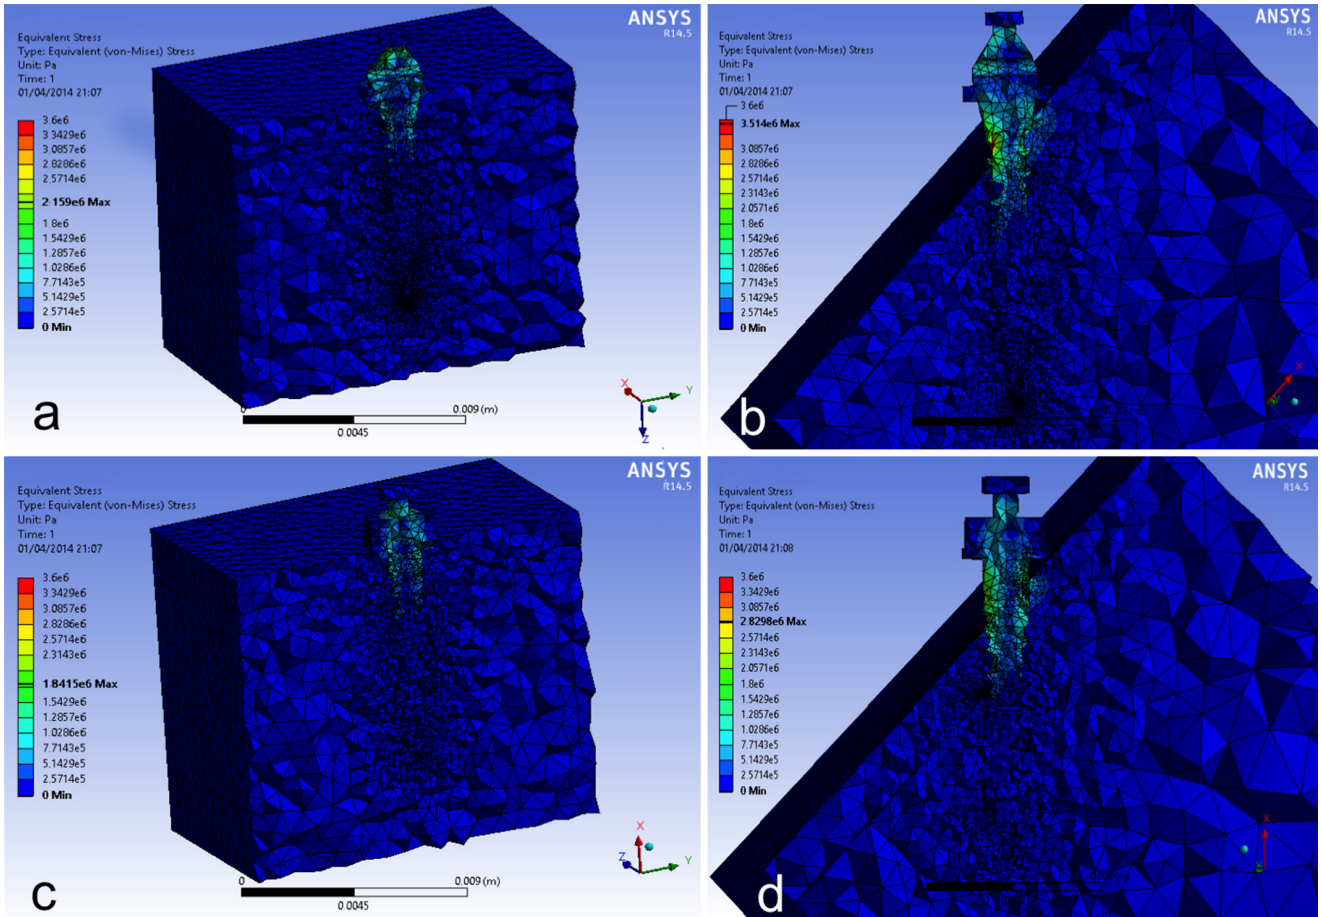 ANSYS
R14.5
Equivalent Stress
Type: Equivalent (von-Mises) Stress
Unit: Pa
Time: 1
01/04/2014 21:07
3.6e6
3.3429e6
3.0857e6
2.8286e6
2.5714e6
2.159e6 Max
1.8e6
1.5429e6
1.2857e6
1.0286e6
7.7143e5
5.1429e5
2.5714e5
0 Min
X
Y
Z
0
0.009 (m)
0.0045
a
ANSYS
R14.5
Equivalent Stress
Type: Equivalent (von-Mises) Stress
Unit: Pa
Time: 1
01/04/2014 21:07
3.6e6
3.514e6 Max
3.0857e6
2.8286e6
2.5714e6
2.3143e6
2.0571e6
1.8e6
1.5429e6
1.2857e6
1.0286e6
7.7143e5
5.1429e5
2.5714e5
0 Min
X
b
ANSYS
R14.5
Equivalent Stress
Type: Equivalent (von-Mises) Stress
Unit: Pa
Time: 1
01/04/2014 21:07
3.6e6
3.3429e6
3.0857e6
2.8286e6
2.5714e6
2.3143e6
1.8415e6 Max
1.5429e6
1.2857e6
1.0286e6
7.7143e5
5.1429e5
2.5714e5
0 Min
X
Z
Y
0
0.009 (m)
0.0045
c
ANSYS
R14.5
Equivalent Stress
Type: Equivalent (von-Mises) Stress
Unit: Pa
Time: 1
01/04/2014 21:08
3.6e6
3.3429e6
3.0857e6
2.8298e6 Max
2.5714e6
2.3143e6
2.0571e6
1.8e6
1.5429e6
1.2857e6
1.0286e6
7.7143e5
5.1429e5
2.5714e5
0 Min
X
d